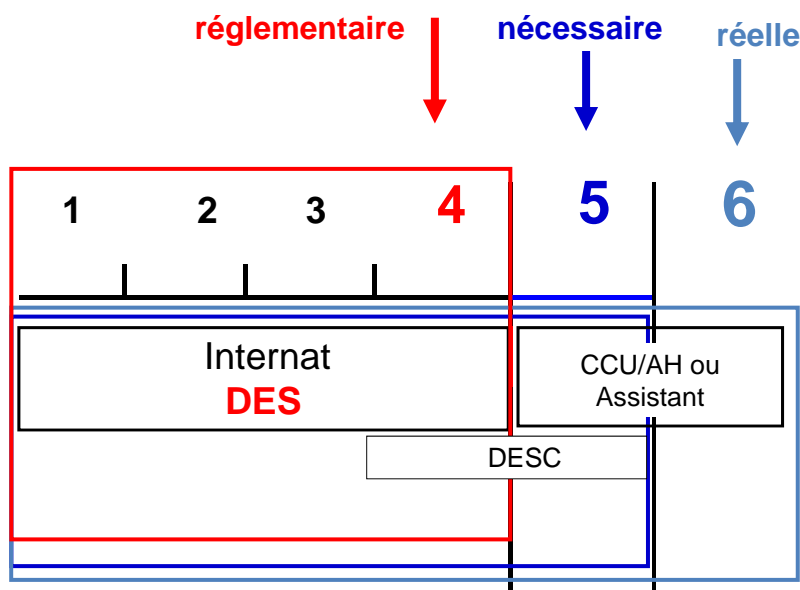 réglementaire nécessaire réelle
1 2 3 4 5 6
Internat
DES
CCU/AH ou
Assistant
DESC